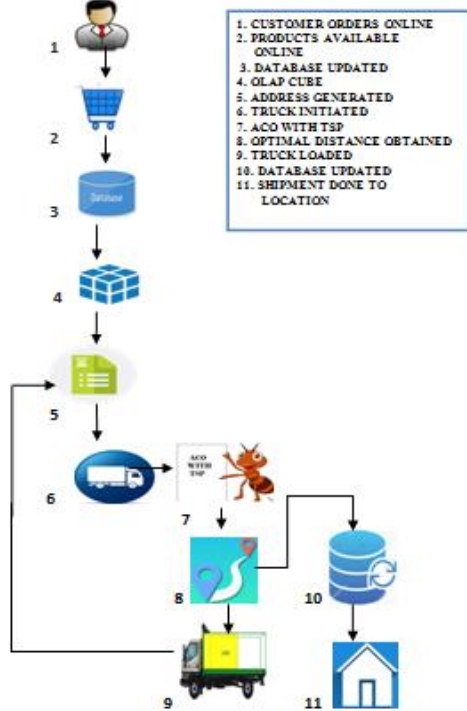 1
1. CUSTOMER ORDERS ONLINE
2. PRODUCTS AVAILABLE
ONLINE
3. DATABASE UPDATED
4. OLAP CUBE
5. ADDRESS GENERATED
6. TRUCK INITIATED
7. ACO WITH TSP
8. OPTIMAL DISTANCE OBTAINED
9. TRUCK LOADED
10. DATABASE UPDATED
11. SHIPMENT DONE TO
LOCATION
2
3
Database
4
5
6
ACO
WITH
TSP
7
8
10
9
11